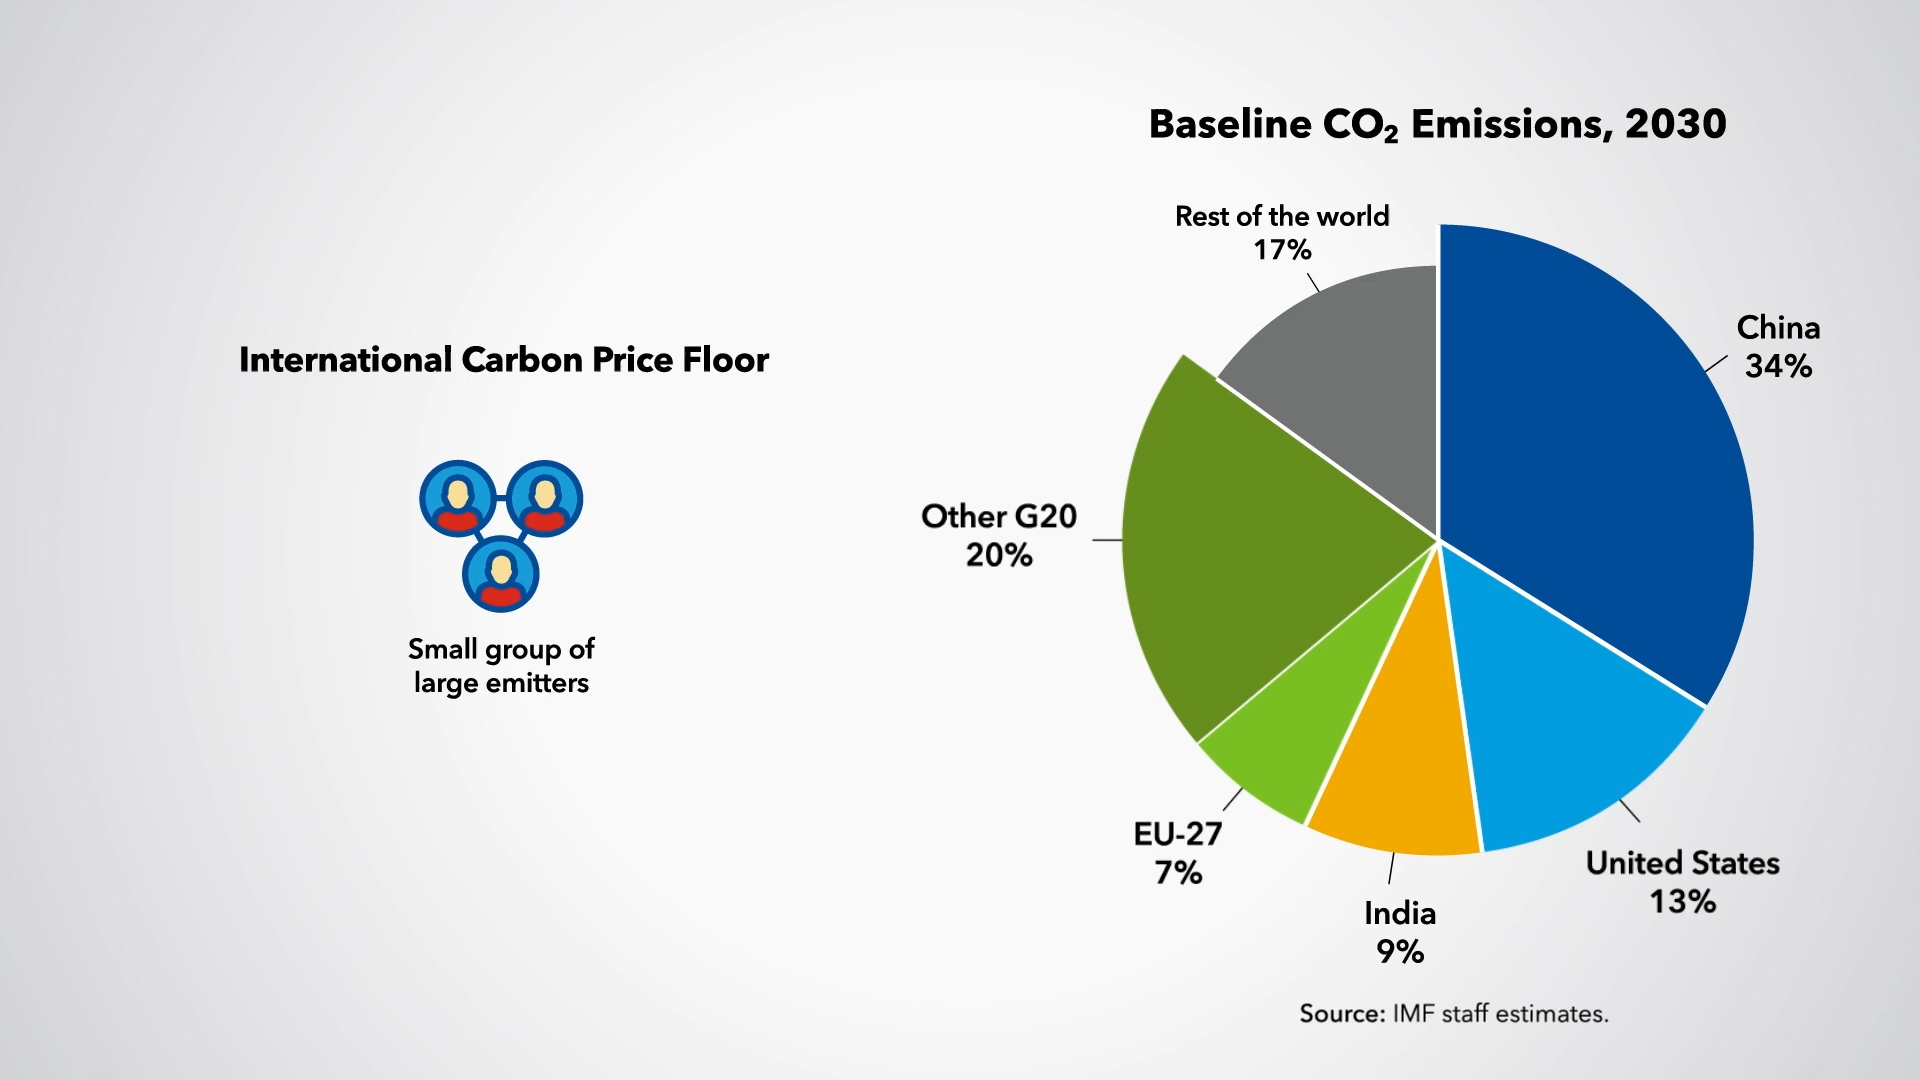 Baseline CO₂ Emissions, 2030
Rest of the world
17%
China
34%
International Carbon Price Floor
Other G20
20%
Small group of
large emitters
EU-27
7%
United States
13%
India
9%
Source: IMF staff estimates.